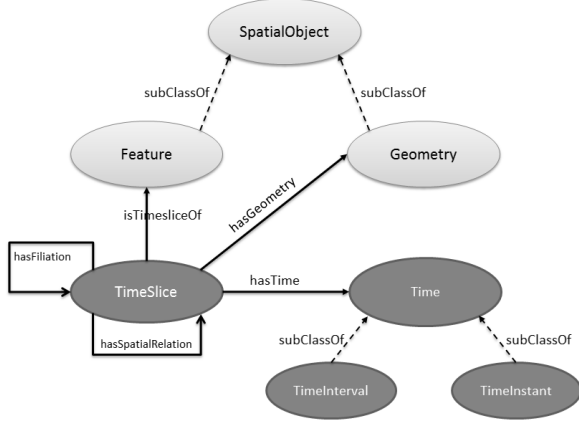 SpatialObject
subClassOf
subClassOf
Feature
Geometry
isTimesliceOf
hasGeometry
hasFiliation
TimeSlice
hasTime
Time
hasSpatialRelation
subClassOf
subClassOf
TimeInterval
TimeInstant